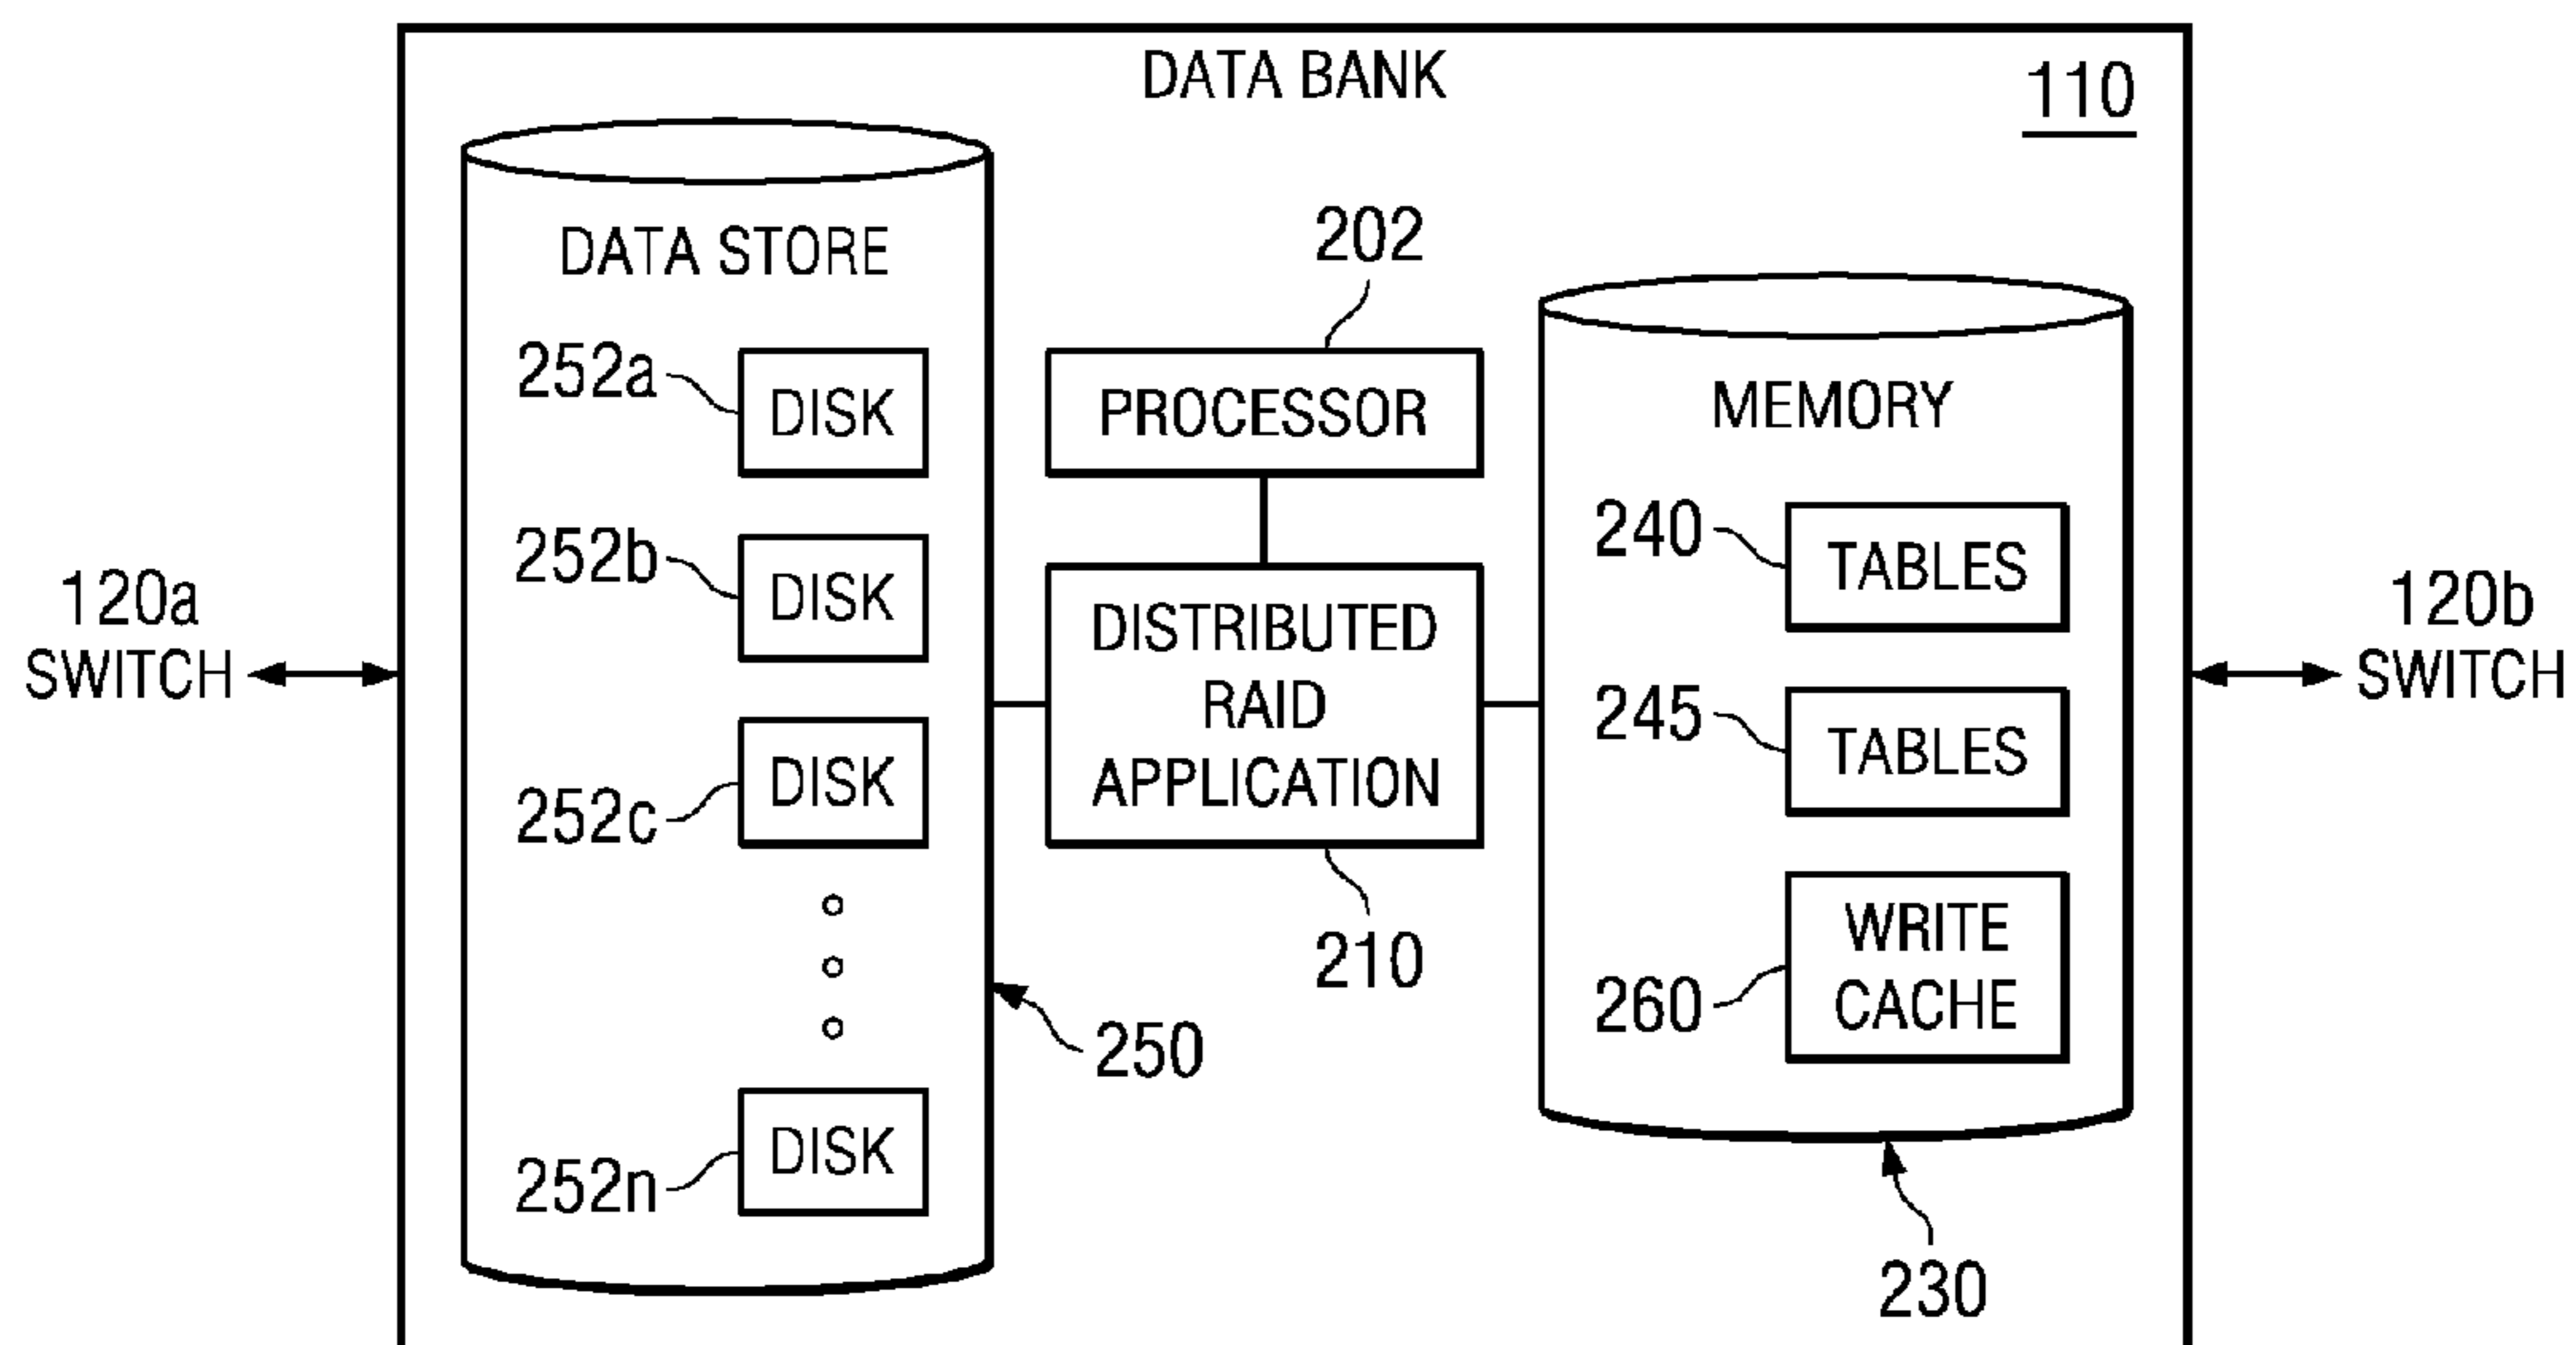 DATA BANK
110
DATA STORE
252a
DISK
252b
DISK
252c
DISK
252n
DISK
250
202
PROCESSOR
DISTRIBUTED
RAID
APPLICATION
210
MEMORY
240
TABLES
245
TABLES
260
WRITE
CACHE
230
120a
SWITCH
120b
SWITCH